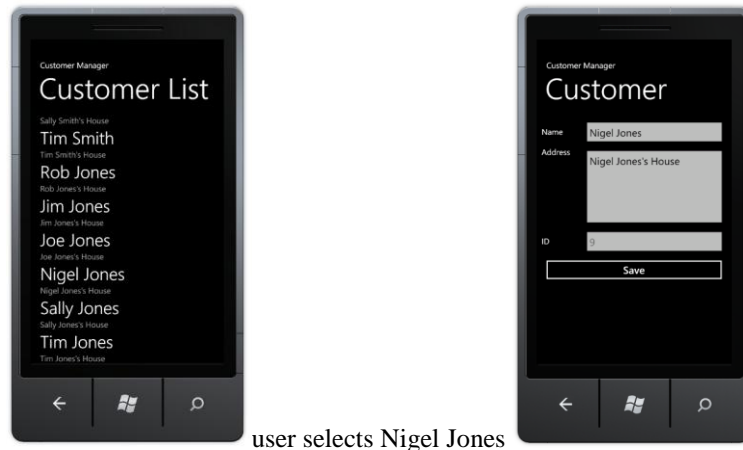 Customer Manager
Customer List
Sally Smith's House
Tim Smith
Tim Smith's House
Rob Jones
Rob Jones's House
Jim Jones
Jim Jones's House
Joe Jones
Joe Jones's House
Nigel Jones
Nigel Jones's House
Sally Jones
Sally Jones's House
Tim Jones
Tim Jones's House
user selects Nigel Jones
Customer Manager
Customer
Name Nigel Jones
Address Nigel Jones's House
ID 9
Save